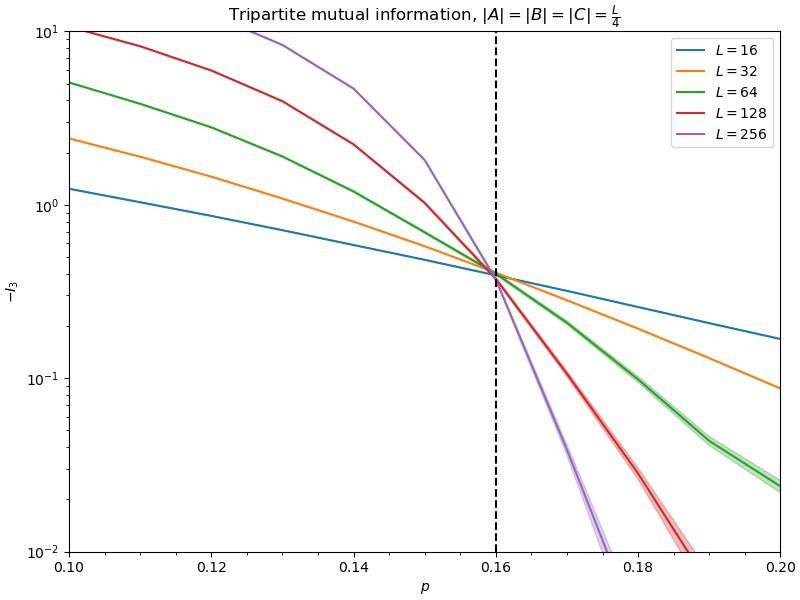 Tripartite mutual information, |A| = |B| = |C| = L/4
10¹
10⁰
10⁻¹
10⁻²
−I₃
L = 16
L = 32
L = 64
L = 128
L = 256
0.10 0.12 0.14 0.16 0.18 0.20
p